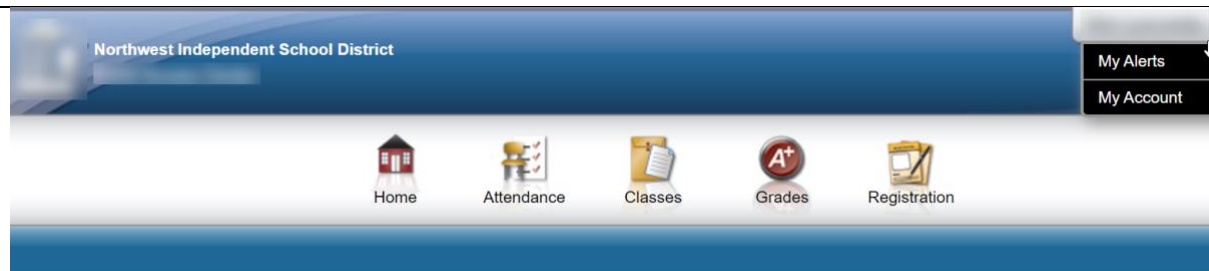 Northwest Independent School District
My Alerts
My Account
A+
Home Attendance Classes Grades Registration